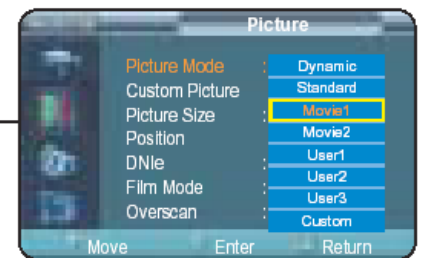 Picture
Picture Mode : Dynamic
Custom Picture Standard
Picture Size : Movie1
Position Movie2
DNIe : User1
Film Mode : User2
Overscan : User3
Custom
Move Enter Return